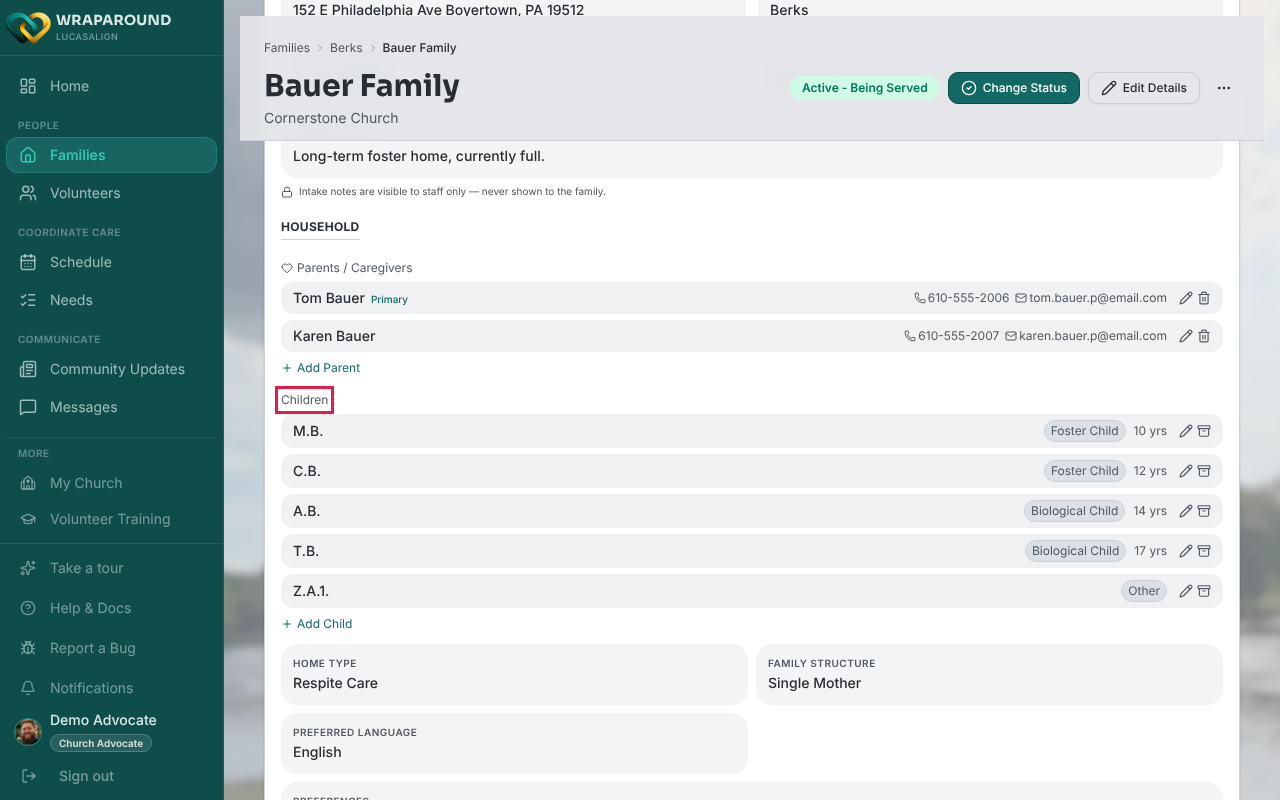 WRAPAROUND
LUCASALIGN
Home
PEOPLE
Families
Volunteers
COORDINATE CARE
Schedule
Needs
COMMUNICATE
Community Updates
Messages
MORE
My Church
Volunteer Training
Take a tour
Help & Docs
Report a Bug
Notifications
Demo Advocate
Church Advocate
Sign out
152 E Philadelphia Ave Boyertown, PA 19512
Berks
Families > Berks > Bauer Family
Bauer Family
Cornerstone Church
Active - Being Served
Change Status
Edit Details
Long-term foster home, currently full.
Intake notes are visible to staff only — never shown to the family.
HOUSEHOLD
Parents / Caregivers
Tom Bauer Primary 610-555-2006 tom.bauer.p@email.com
Karen Bauer 610-555-2007 karen.bauer.p@email.com
+ Add Parent
Children
M.B. Foster Child 10 yrs
C.B. Foster Child 12 yrs
A.B. Biological Child 14 yrs
T.B. Biological Child 17 yrs
Z.A.1. Other
+ Add Child
HOME TYPE
Respite Care
FAMILY STRUCTURE
Single Mother
PREFERRED LANGUAGE
English
PREFERENCES